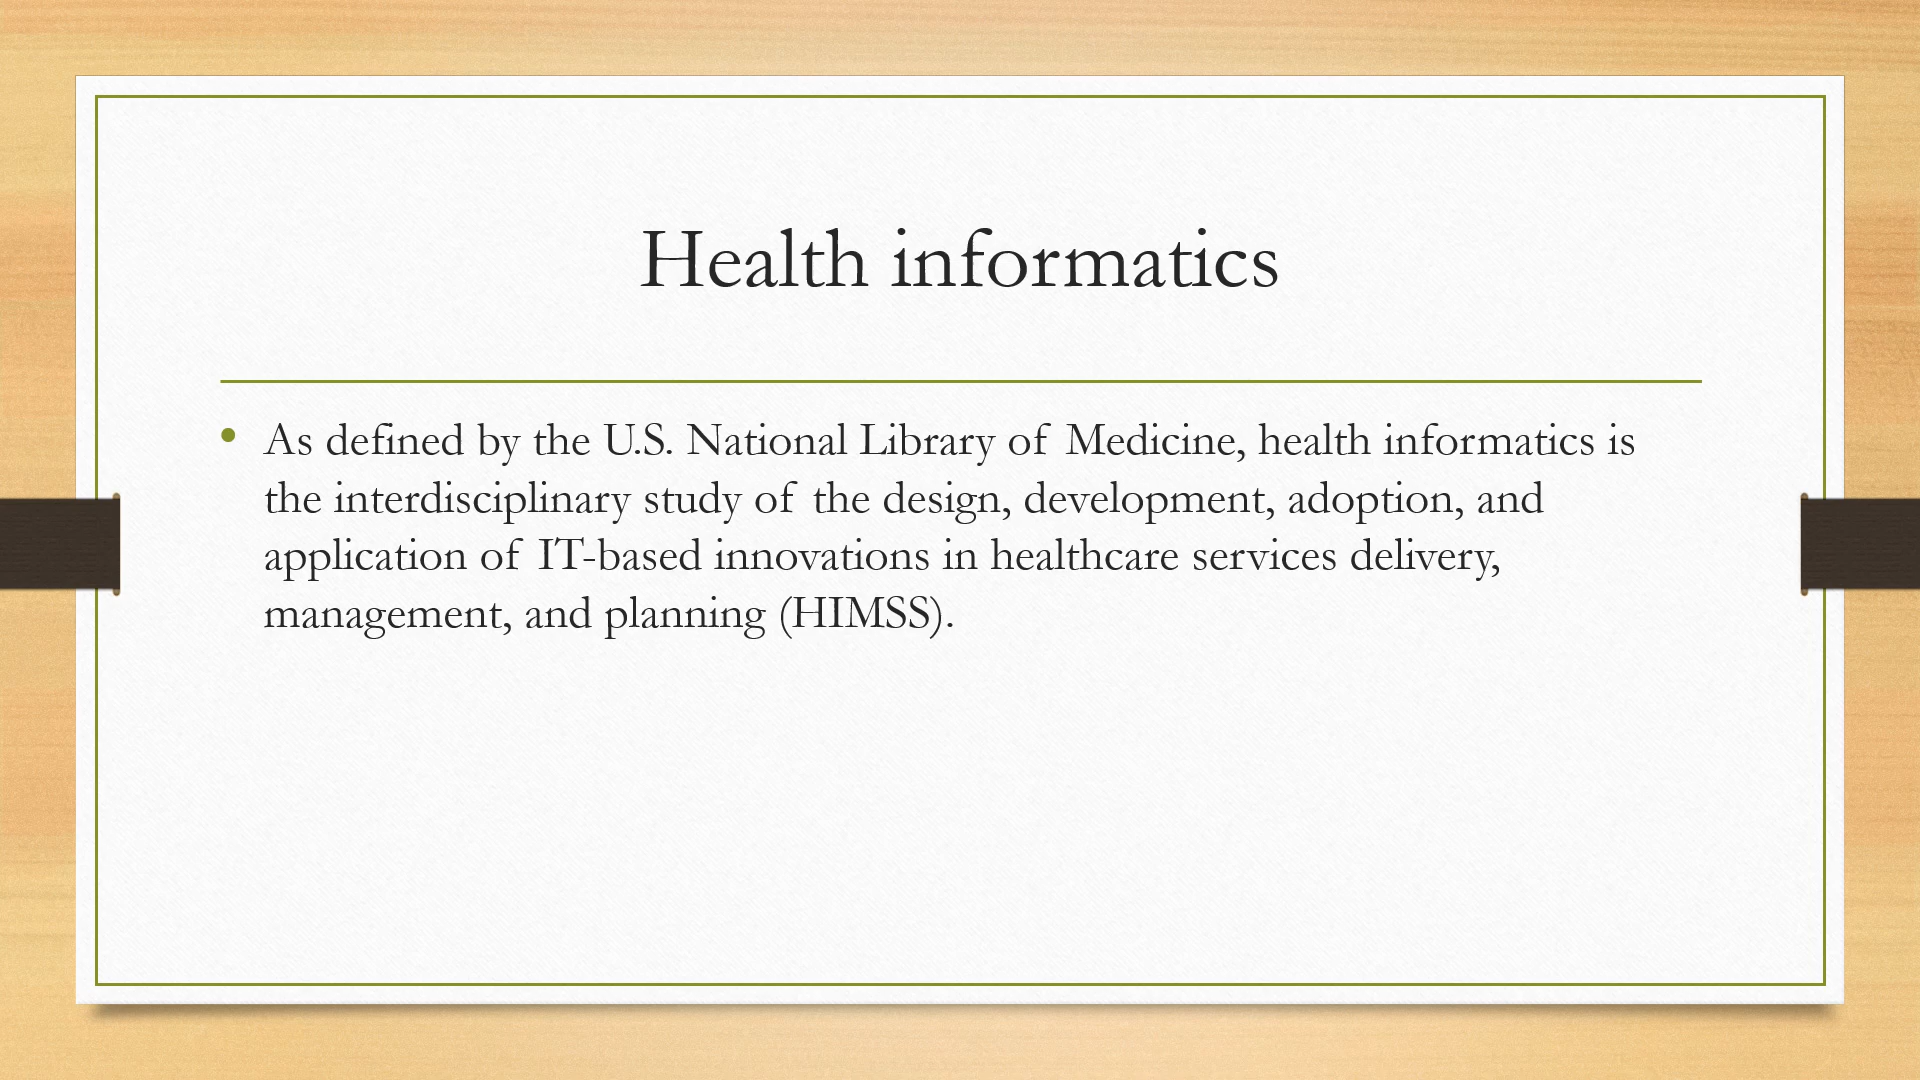 Health informatics
• As defined by the U.S. National Library of Medicine, health informatics is
the interdisciplinary study of the design, development, adoption, and
application of IT-based innovations in healthcare services delivery,
management, and planning (HIMSS).